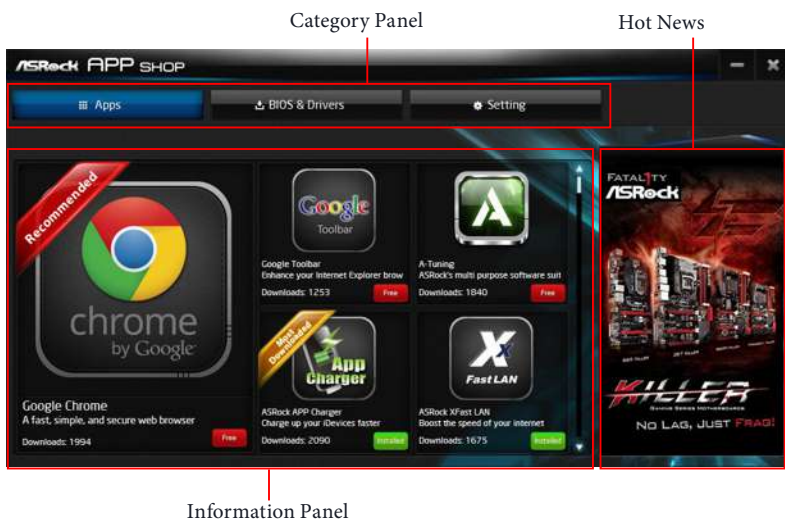 Category Panel
Hot News
ASRock APP SHOP
Apps
BIOS & Drivers
Setting
Recommended
chrome
by Google
Google Chrome
A fast, simple, and secure web browser
Downloads: 1994
Free
Google
Toolbar
Google Toolbar
Enhance your Internet Explorer brow
Downloads: 1253
Free
A-Tuning
ASRock's multi purpose software suit
Downloads: 1840
Free
Most Downloaded
App
Charger
ASRock APP Charger
Charge up your iDevices faster
Downloads: 2090
Installed
X
Fast LAN
ASRock XFast LAN
Boost the speed of your internet
Downloads: 1675
Installed
FATAL1TY
ASRock
KILLER
GAMING SERIES MOTHERBOARDS
NO LAG, JUST FRAG!
Information Panel